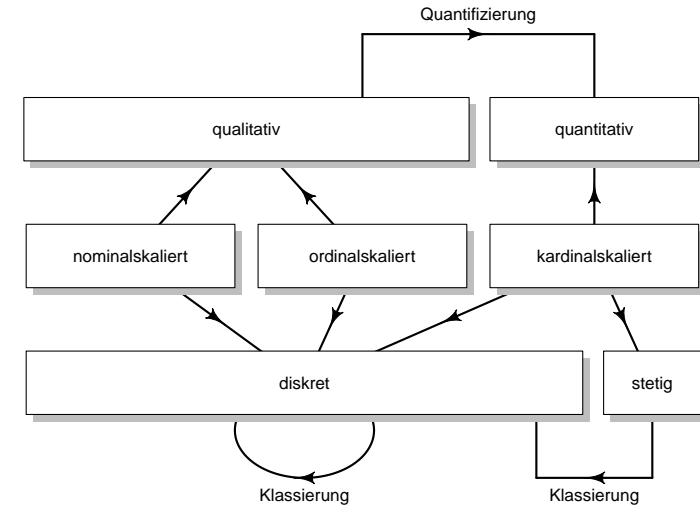 Quantifizierung
qualitativ
quantitativ
nominalskaliert
ordinalskaliert
kardinalskaliert
diskret
stetig
Klassierung
Klassierung